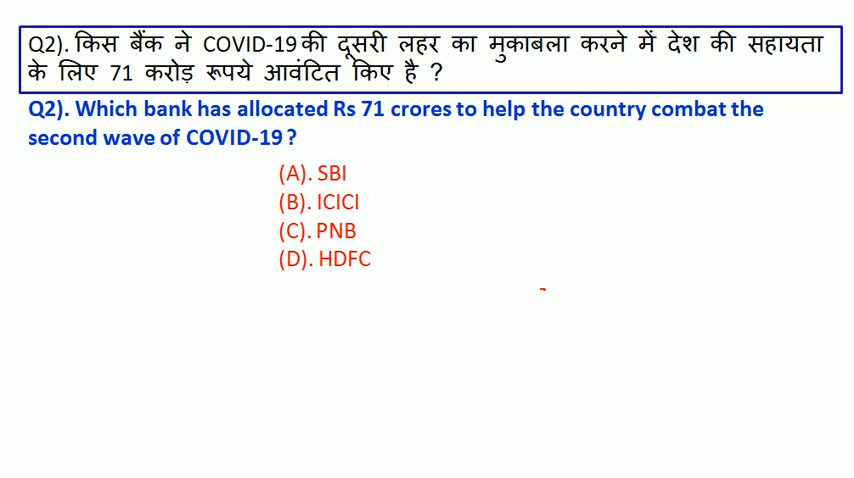 Q2). किस बैंक ने COVID-19 की दूसरी लहर का मुकाबला करने में देश की सहायता
के लिए 71 करोड़ रूपये आवंटित किए है ?
Q2). Which bank has allocated Rs 71 crores to help the country combat the
second wave of COVID-19 ?
(A). SBI
(B). ICICI
(C). PNB
(D). HDFC